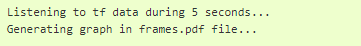 Listening to tf data during 5 seconds...
Generating graph in frames.pdf file...